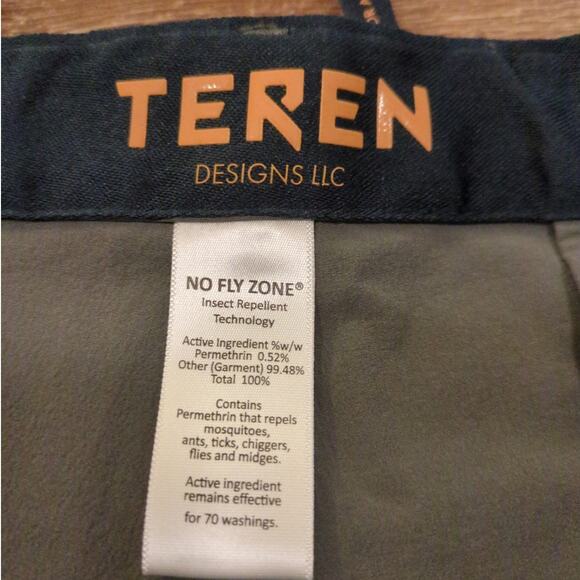 TEREN
DESIGNS LLC
NO FLY ZONE®
Insect Repellent
Technology
Active Ingredient %w/w
Permethrin 0.52%
Other (Garment) 99.48%
Total 100%
Contains
Permethrin that repels
mosquitoes,
ants, ticks, chiggers,
flies and midges.
Active ingredient
remains effective
for 70 washings.